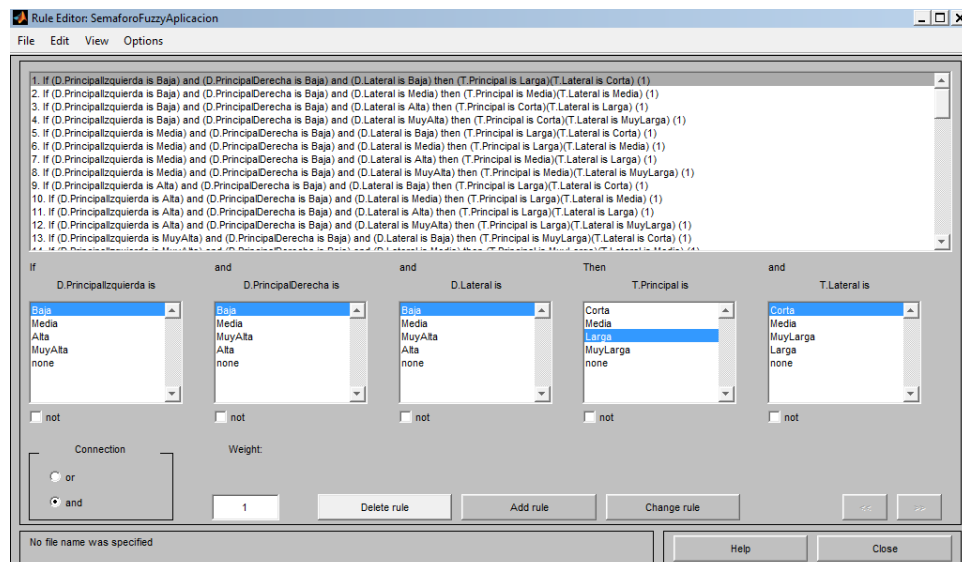 Rule Editor: SemaforoFuzzyAplicacion
File Edit View Options
1. If (D.PrincipalIzquierda is Baja) and (D.PrincipalDerecha is Baja) and (D.Lateral is Baja) then (T.Principal is Larga)(T.Lateral is Corta) (1)
2. If (D.PrincipalIzquierda is Baja) and (D.PrincipalDerecha is Baja) and (D.Lateral is Media) then (T.Principal is Media)(T.Lateral is Media) (1)
3. If (D.PrincipalIzquierda is Baja) and (D.PrincipalDerecha is Baja) and (D.Lateral is Alta) then (T.Principal is Corta)(T.Lateral is Larga) (1)
4. If (D.PrincipalIzquierda is Baja) and (D.PrincipalDerecha is Baja) and (D.Lateral is MuyAlta) then (T.Principal is Corta)(T.Lateral is MuyLarga) (1)
5. If (D.PrincipalIzquierda is Media) and (D.PrincipalDerecha is Baja) and (D.Lateral is Baja) then (T.Principal is Larga)(T.Lateral is Corta) (1)
6. If (D.PrincipalIzquierda is Media) and (D.PrincipalDerecha is Baja) and (D.Lateral is Media) then (T.Principal is Larga)(T.Lateral is Media) (1)
7. If (D.PrincipalIzquierda is Media) and (D.PrincipalDerecha is Baja) and (D.Lateral is Alta) then (T.Principal is Media)(T.Lateral is Larga) (1)
8. If (D.PrincipalIzquierda is Media) and (D.PrincipalDerecha is Baja) and (D.Lateral is MuyAlta) then (T.Principal is Media)(T.Lateral is MuyLarga) (1)
9. If (D.PrincipalIzquierda is Alta) and (D.PrincipalDerecha is Baja) and (D.Lateral is Baja) then (T.Principal is Larga)(T.Lateral is Corta) (1)
10. If (D.PrincipalIzquierda is Alta) and (D.PrincipalDerecha is Baja) and (D.Lateral is Media) then (T.Principal is Larga)(T.Lateral is Media) (1)
11. If (D.PrincipalIzquierda is Alta) and (D.PrincipalDerecha is Baja) and (D.Lateral is Alta) then (T.Principal is Larga)(T.Lateral is Larga) (1)
12. If (D.PrincipalIzquierda is Alta) and (D.PrincipalDerecha is Baja) and (D.Lateral is MuyAlta) then (T.Principal is Larga)(T.Lateral is MuyLarga) (1)
13. If (D.PrincipalIzquierda is MuyAlta) and (D.PrincipalDerecha is Baja) and (D.Lateral is Baja) then (T.Principal is MuyLarga)(T.Lateral is Corta) (1)
If and and Then and
D.PrincipalIzquierda is D.PrincipalDerecha is D.Lateral is T.Principal is T.Lateral is
Baja Baja Baja Corta Corta
Media Media Media Media Media
Alta MuyAlta MuyAlta Larga MuyLarga
MuyAlta Alta Alta MuyLarga Larga
none none none none none
not not not not not
Connection Weight:
or
and 1 Delete rule Add rule Change rule << >>
No file name was specified Help Close